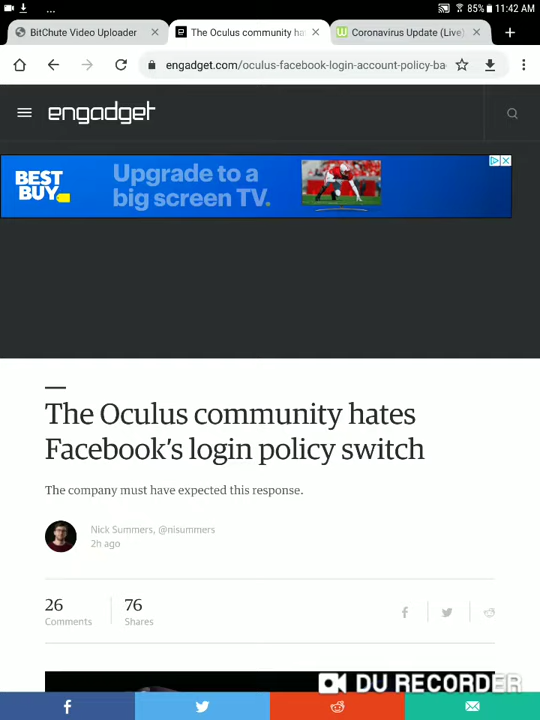 ... 85% 11:42 AM
BitChute Video Uploader
The Oculus community ha
Coronavirus Update (Live)
engadget.com/oculus-facebook-login-account-policy-ba
engadget
BEST BUY
Upgrade to a
big screen TV.
The Oculus community hates
Facebook's login policy switch
The company must have expected this response.
Nick Summers, @nisummers
2h ago
26
Comments
76
Shares
DU RECORDER